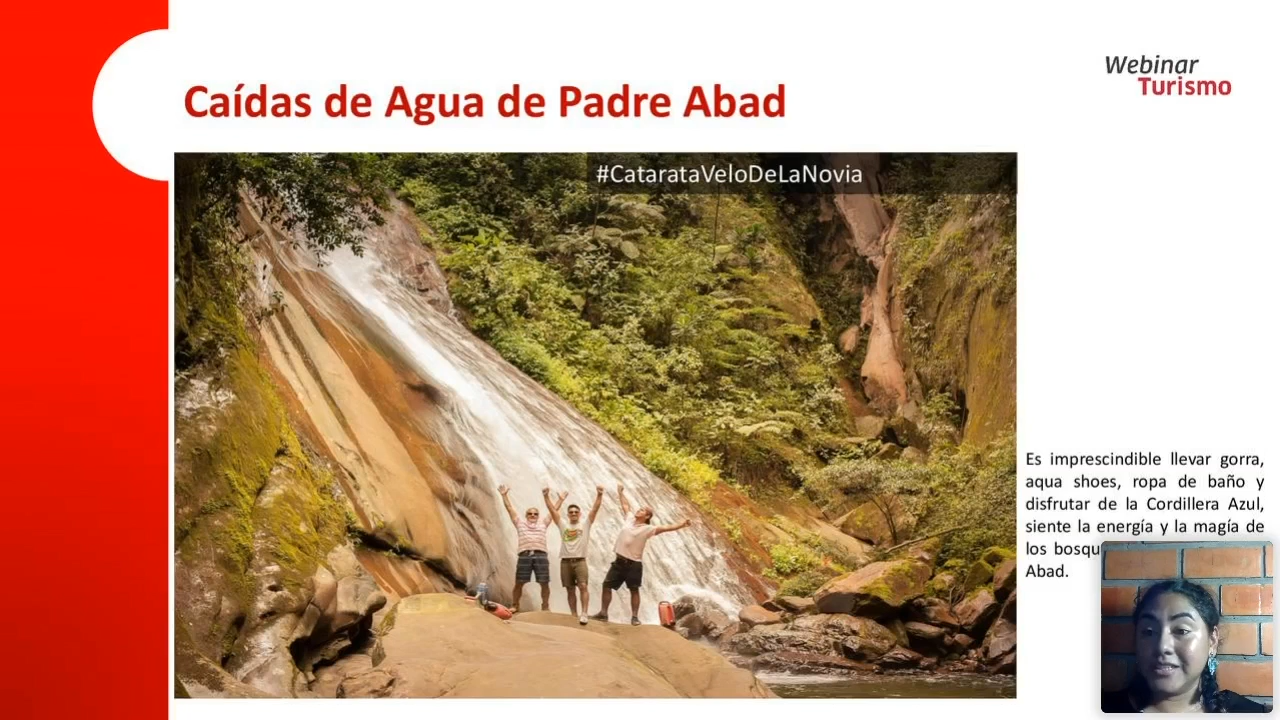 Webinar
Turismo
Caídas de Agua de Padre Abad
#CatarataVeloDeLaNovia
Es imprescindible llevar gorra,
aqua shoes, ropa de baño y
disfrutar de la Cordillera Azul,
siente la energía y la magía de
los bosqu
Abad.